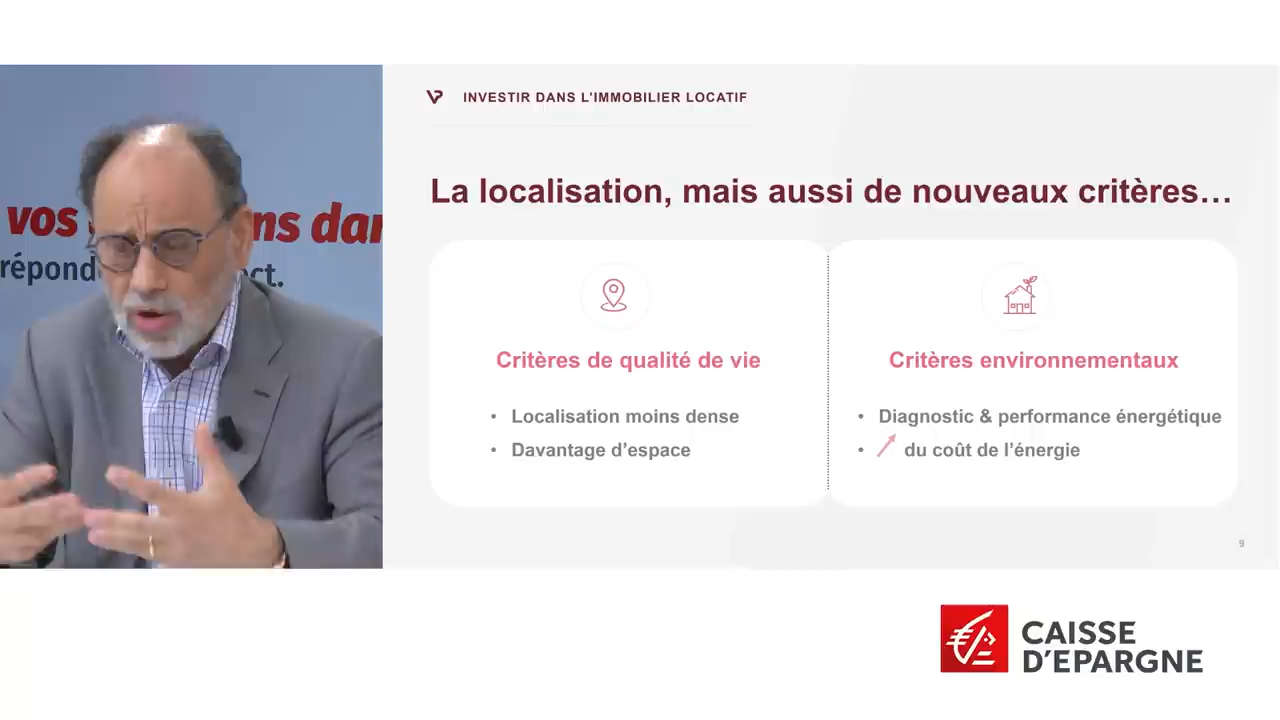 INVESTIR DANS L'IMMOBILIER LOCATIF
La localisation, mais aussi de nouveaux critères…
vos ns dar
répond ct.
Critères de qualité de vie
• Localisation moins dense
• Davantage d'espace
Critères environnementaux
• Diagnostic & performance énergétique
• du coût de l'énergie
9
CAISSE
D'EPARGNE